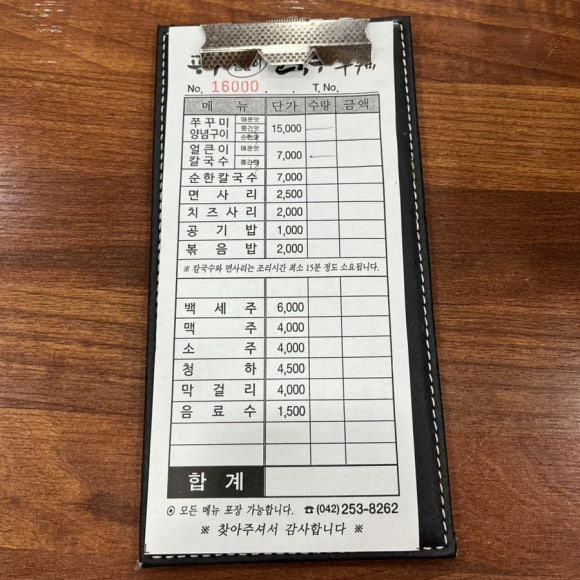 No. 16000 . . T. No.
메 뉴 단가 수량 금액
쭈꾸미 양념구이 매운맛 중간맛 순한맛 15,000
얼큰이 칼국수 매운맛 중간맛 7,000
순한칼국수 7,000
면 사 리 2,500
치 즈 사 리 2,000
공 기 밥 1,000
볶 음 밥 2,000
※ 칼국수와 면사리는 조리시간 최소 15분 정도 소요됩니다.
백 세 주 6,000
맥 주 4,000
소 주 4,000
청 하 4,500
막 걸 리 4,000
음 료 수 1,500
합 계
⊙ 모든 메뉴 포장 가능합니다. ☎ (042) 253-8262
※ 찾아주셔서 감사합니다 ※